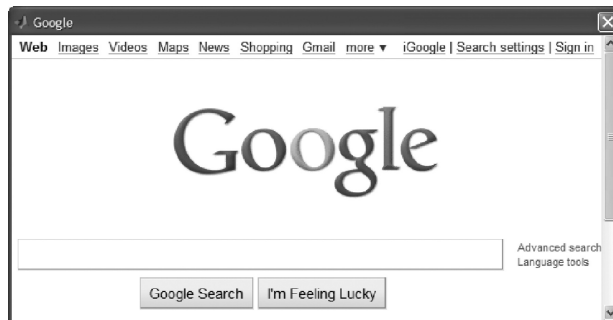 Google
Web Images Videos Maps News Shopping Gmail more ▼ iGoogle | Search settings | Sign in
Google
Advanced search
Language tools
Google Search I'm Feeling Lucky